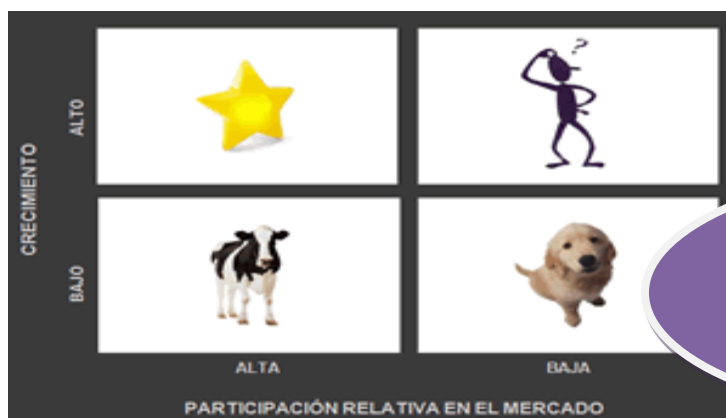 CRECIMIENTO
ALTO
?
BAJO
ALTA
BAJA
PARTICIPACIÓN RELATIVA EN EL MERCADO